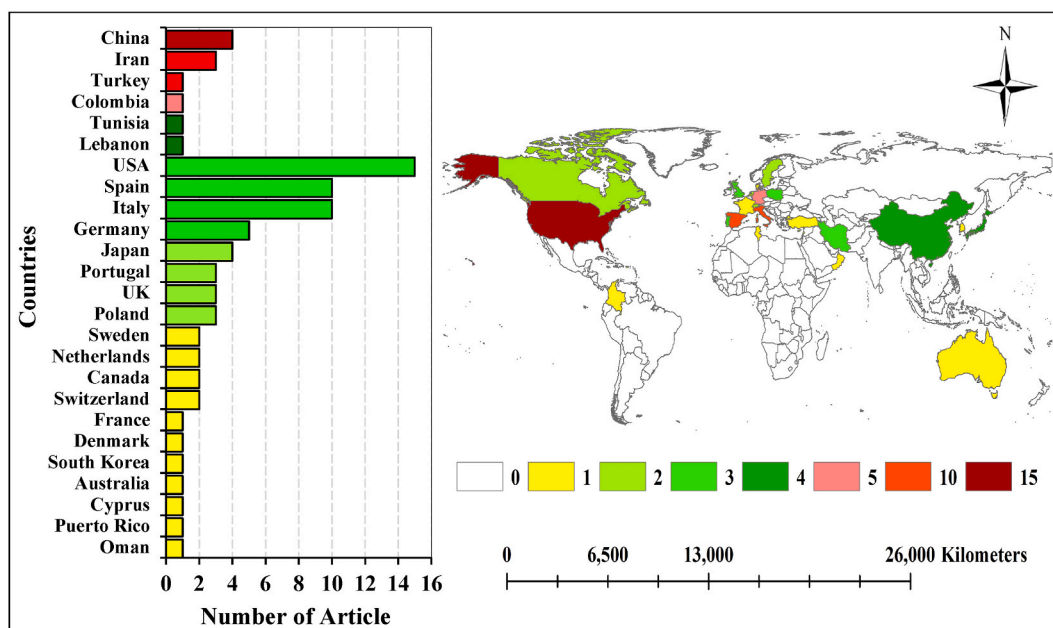 Countries
China
Iran
Turkey
Colombia
Tunisia
Lebanon
USA
Spain
Italy
Germany
Japan
Portugal
UK
Poland
Sweden
Netherlands
Canada
Switzerland
France
Denmark
South Korea
Australia
Cyprus
Puerto Rico
Oman
0 2 4 6 8 10 12 14 16
Number of Article
N
0 1 2 3 4 5 10 15
0 6,500 13,000 26,000 Kilometers